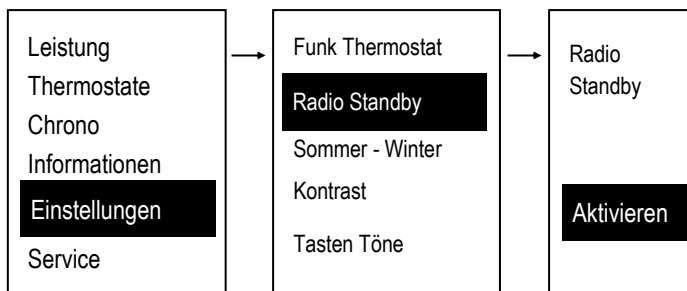 Leistung
Thermostate
Chrono
Informationen
Einstellungen
Service
Funk Thermostat
Radio Standby
Sommer - Winter
Kontrast
Tasten Töne
Radio
Standby
Aktivieren